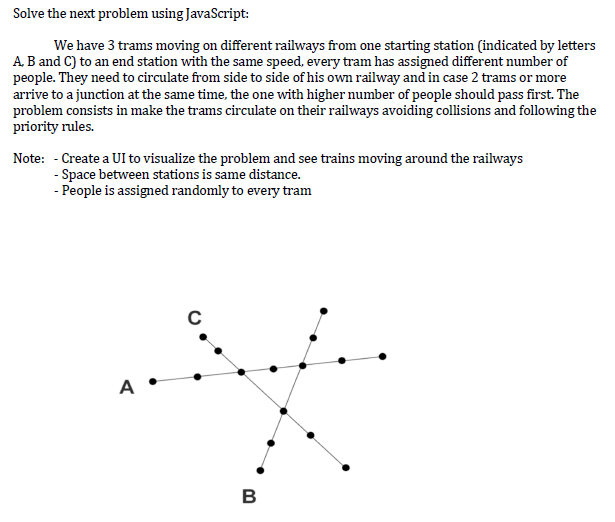 Solve the next problem using JavaScript:
We have 3 trams moving on different railways from one starting station (indicated by letters
A, B and C) to an end station with the same speed, every tram has assigned different number of
people. They need to circulate from side to side of his own railway and in case 2 trams or more
arrive to a junction at the same time, the one with higher number of people should pass first. The
problem consists in make the trams circulate on their railways avoiding collisions and following the
priority rules.
Note: - Create a UI to visualize the problem and see trains moving around the railways
- Space between stations is same distance.
- People is assigned randomly to every tram
C
A
B